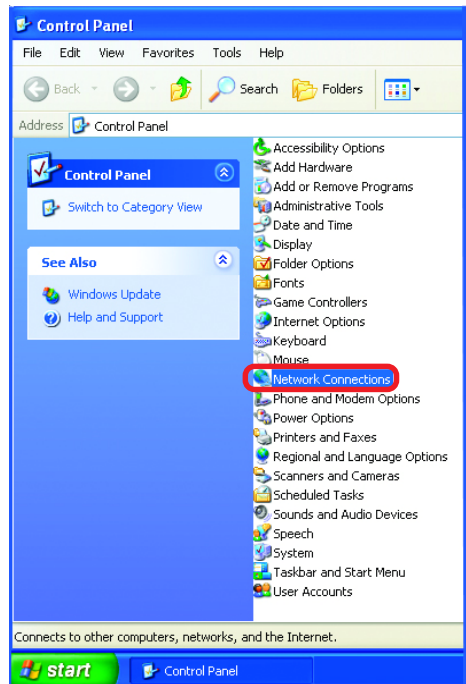 Control Panel
File Edit View Favorites Tools Help
Back Search Folders
Address Control Panel
Control Panel
Switch to Category View
See Also
Windows Update
Help and Support
Accessibility Options
Add Hardware
Add or Remove Programs
Administrative Tools
Date and Time
Display
Folder Options
Fonts
Game Controllers
Internet Options
Keyboard
Mouse
Network Connections
Phone and Modem Options
Power Options
Printers and Faxes
Regional and Language Options
Scanners and Cameras
Scheduled Tasks
Sounds and Audio Devices
Speech
System
Taskbar and Start Menu
User Accounts
Connects to other computers, networks, and the Internet.
start Control Panel